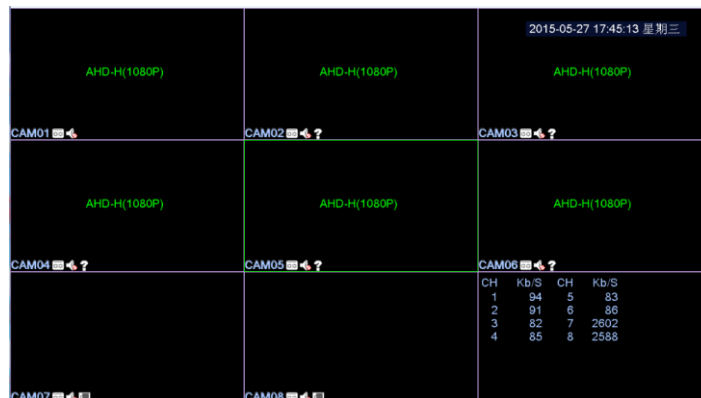 2015-05-27 17:45:13 星期三
AHD-H(1080P) AHD-H(1080P) AHD-H(1080P)
CAM01 CAM02 ? CAM03 ?
AHD-H(1080P) AHD-H(1080P) AHD-H(1080P)
CAM04 ? CAM05 ? CAM06 ?
CH Kb/S CH Kb/S
1 94 5 83
2 91 6 86
3 82 7 2602
4 85 8 2588
CAM07 CAM08